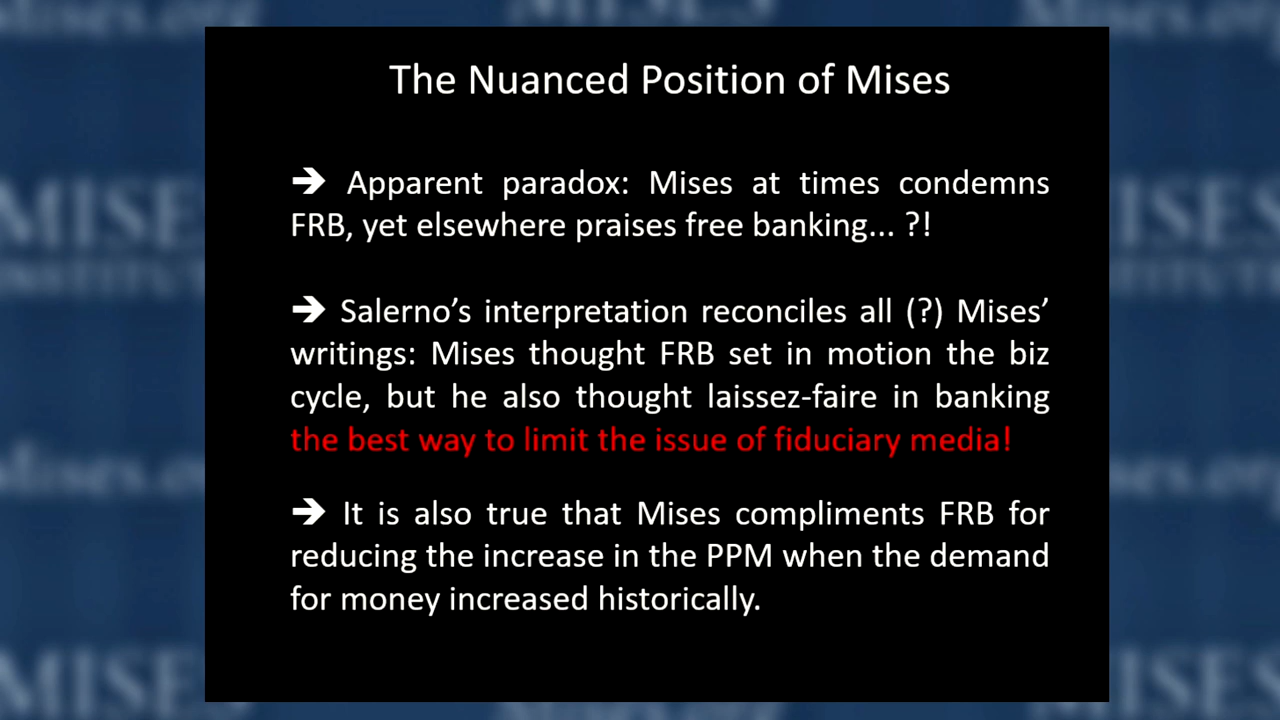 The Nuanced Position of Mises
➔ Apparent paradox: Mises at times condemns
FRB, yet elsewhere praises free banking... ?!
➔ Salerno’s interpretation reconciles all (?) Mises’
writings: Mises thought FRB set in motion the biz
cycle, but he also thought laissez-faire in banking
the best way to limit the issue of fiduciary media!
➔ It is also true that Mises compliments FRB for
reducing the increase in the PPM when the demand
for money increased historically.